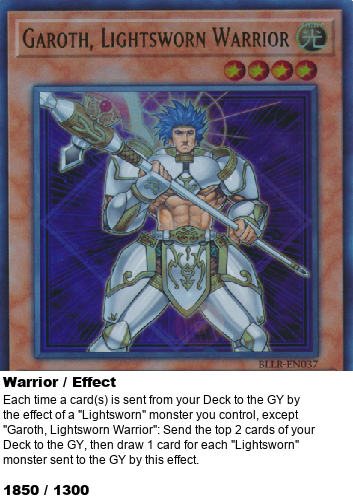 Garoth, Lightsworn Warrior
光
BLLR-EN037
Warrior / Effect
Each time a card(s) is sent from your Deck to the GY by
the effect of a "Lightsworn" monster you control, except
"Garoth, Lightsworn Warrior": Send the top 2 cards of your
Deck to the GY, then draw 1 card for each "Lightsworn"
monster sent to the GY by this effect.
1850 / 1300